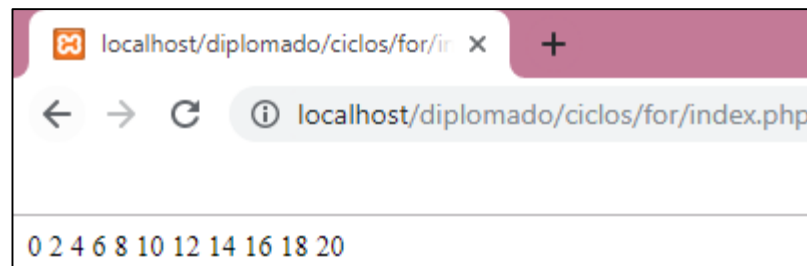 localhost/diplomado/ciclos/for/in
localhost/diplomado/ciclos/for/index.php
0 2 4 6 8 10 12 14 16 18 20